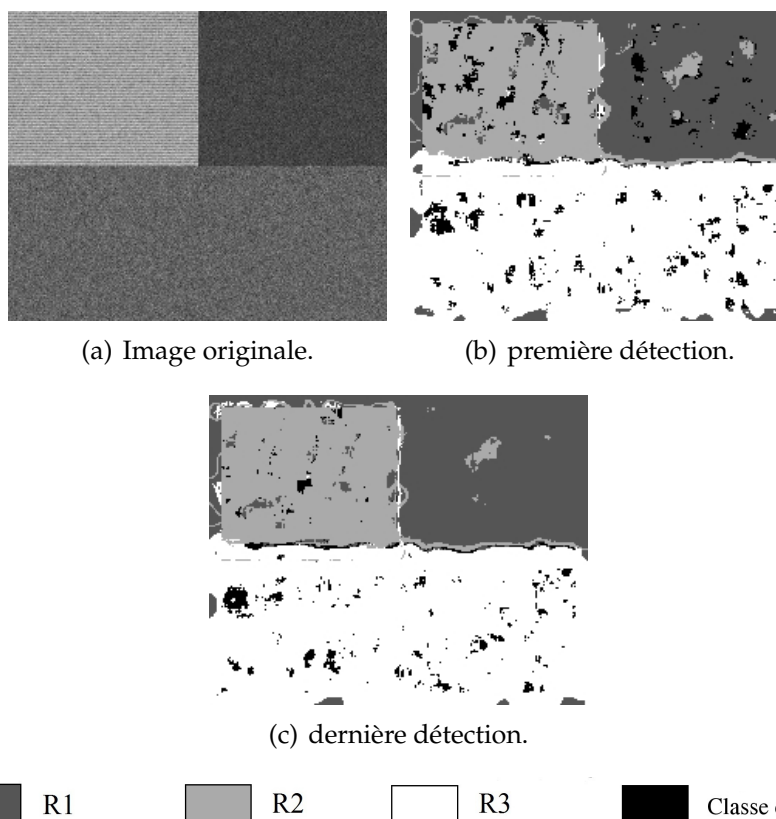 (a) Image originale.
(b) première détection.
(c) dernière détection.
R1
R2
R3
Classe